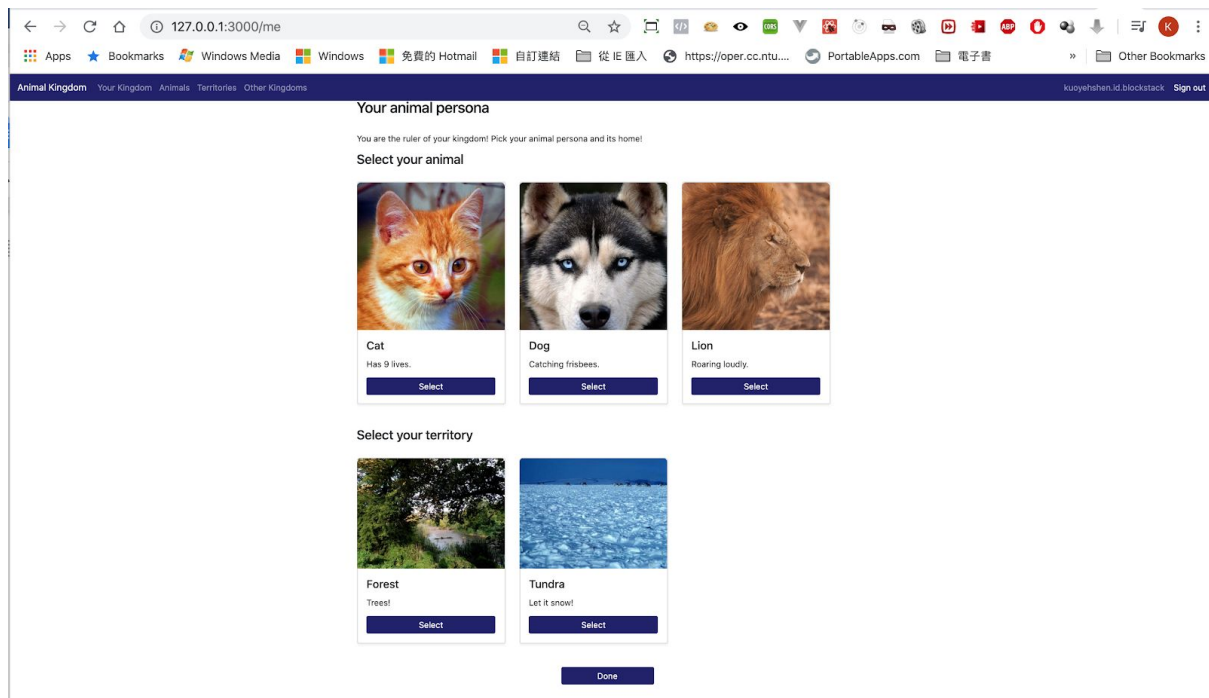 127.0.0.1:3000/me
CORS
ABP
K
Apps Bookmarks Windows Media Windows 免費的 Hotmail 自訂連結 從 IE 匯入 https://oper.cc.ntu.... PortableApps.com 電子書 » Other Bookmarks
Animal Kingdom Your Kingdom Animals Territories Other Kingdoms kuoyehshen.id.blockstack Sign out
Your animal persona
You are the ruler of your kingdom! Pick your animal persona and its home!
Select your animal
Cat Dog Lion
Has 9 lives. Catching frisbees. Roaring loudly.
Select Select Select
Select your territory
Forest Tundra
Trees! Let it snow!
Select Select
Done